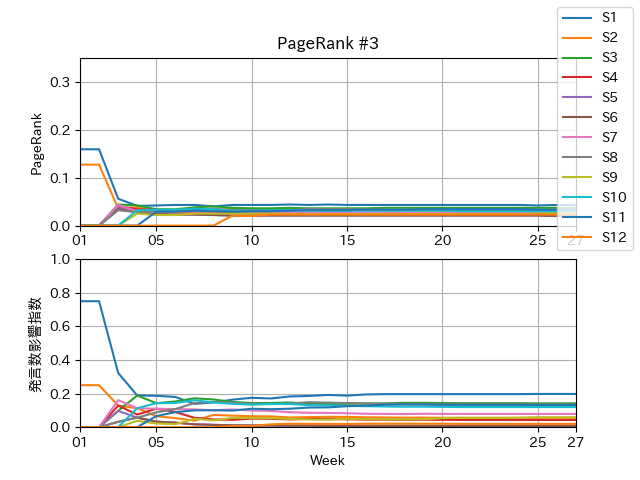 PageRank #3
PageRank
0.3
0.2
0.1
0.0
01 05 10 15 20 25 27
S1
S2
S3
S4
S5
S6
S7
S8
S9
S10
S11
S12
発言数影響指数
1.0
0.8
0.6
0.4
0.2
0.0
01 05 10 15 20 25 27
Week